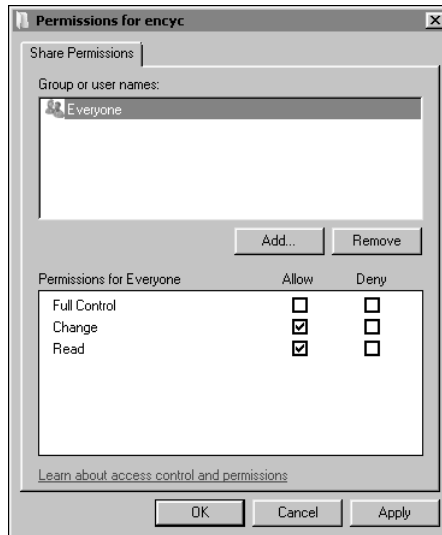 Permissions for encyc
Share Permissions
Group or user names:
Everyone
Add... Remove
Permissions for Everyone Allow Deny
Full Control
Change
Read
Learn about access control and permissions
OK Cancel Apply